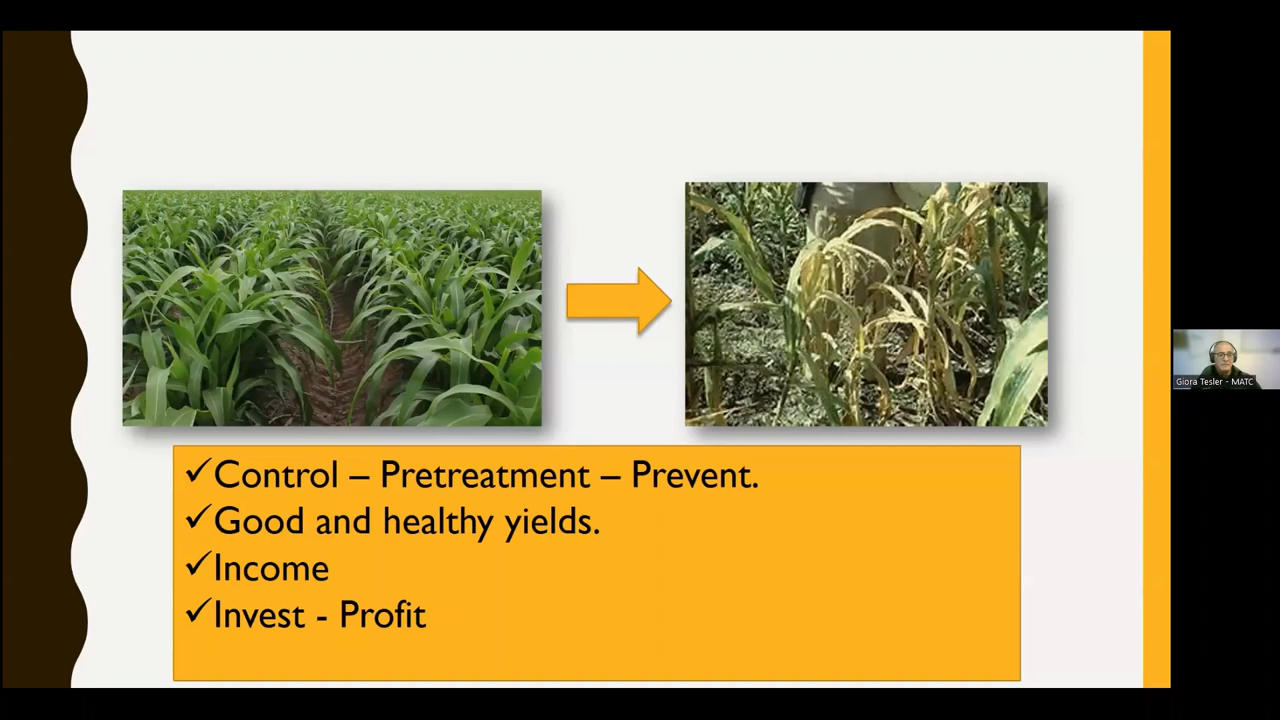 ✓Control – Pretreatment – Prevent.
✓Good and healthy yields.
✓Income
✓Invest - Profit
Giora Tesler - MATC